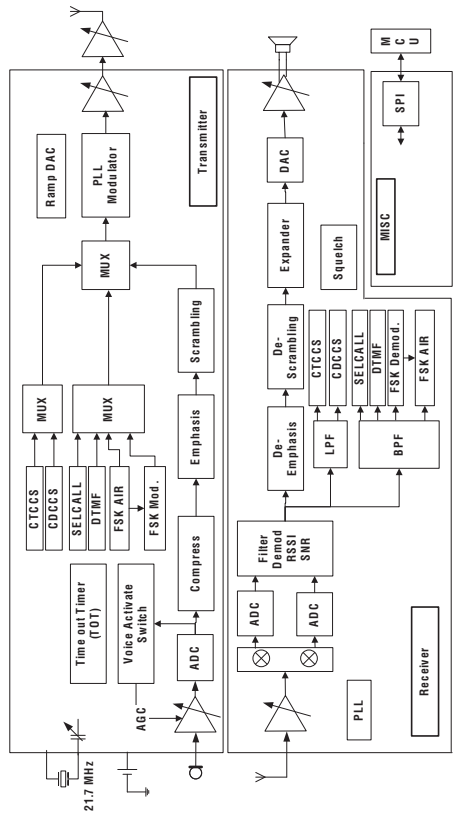 21.7 MHz
Time out Timer
(TOT)
Voice Activate
Switch
AGC
ADC
CTCCS
CDCCS
SELCALL
DTMF
FSK AIR
FSK Mod.
MUX
MUX
Compress
Emphasis
Scrambling
MUX
PLL
Modulator
Ramp DAC
Transmitter
PLL
Receiver
ADC
ADC
Filter
Demod
RSSI
SNR
De-
Emphasis
De-
Scrambling
Expander
DAC
LPF
BPF
CTCCS
CDCCS
SELCALL
DTMF
FSK Demod.
FSK AIR
Squelch
MISC
SPI
M C U